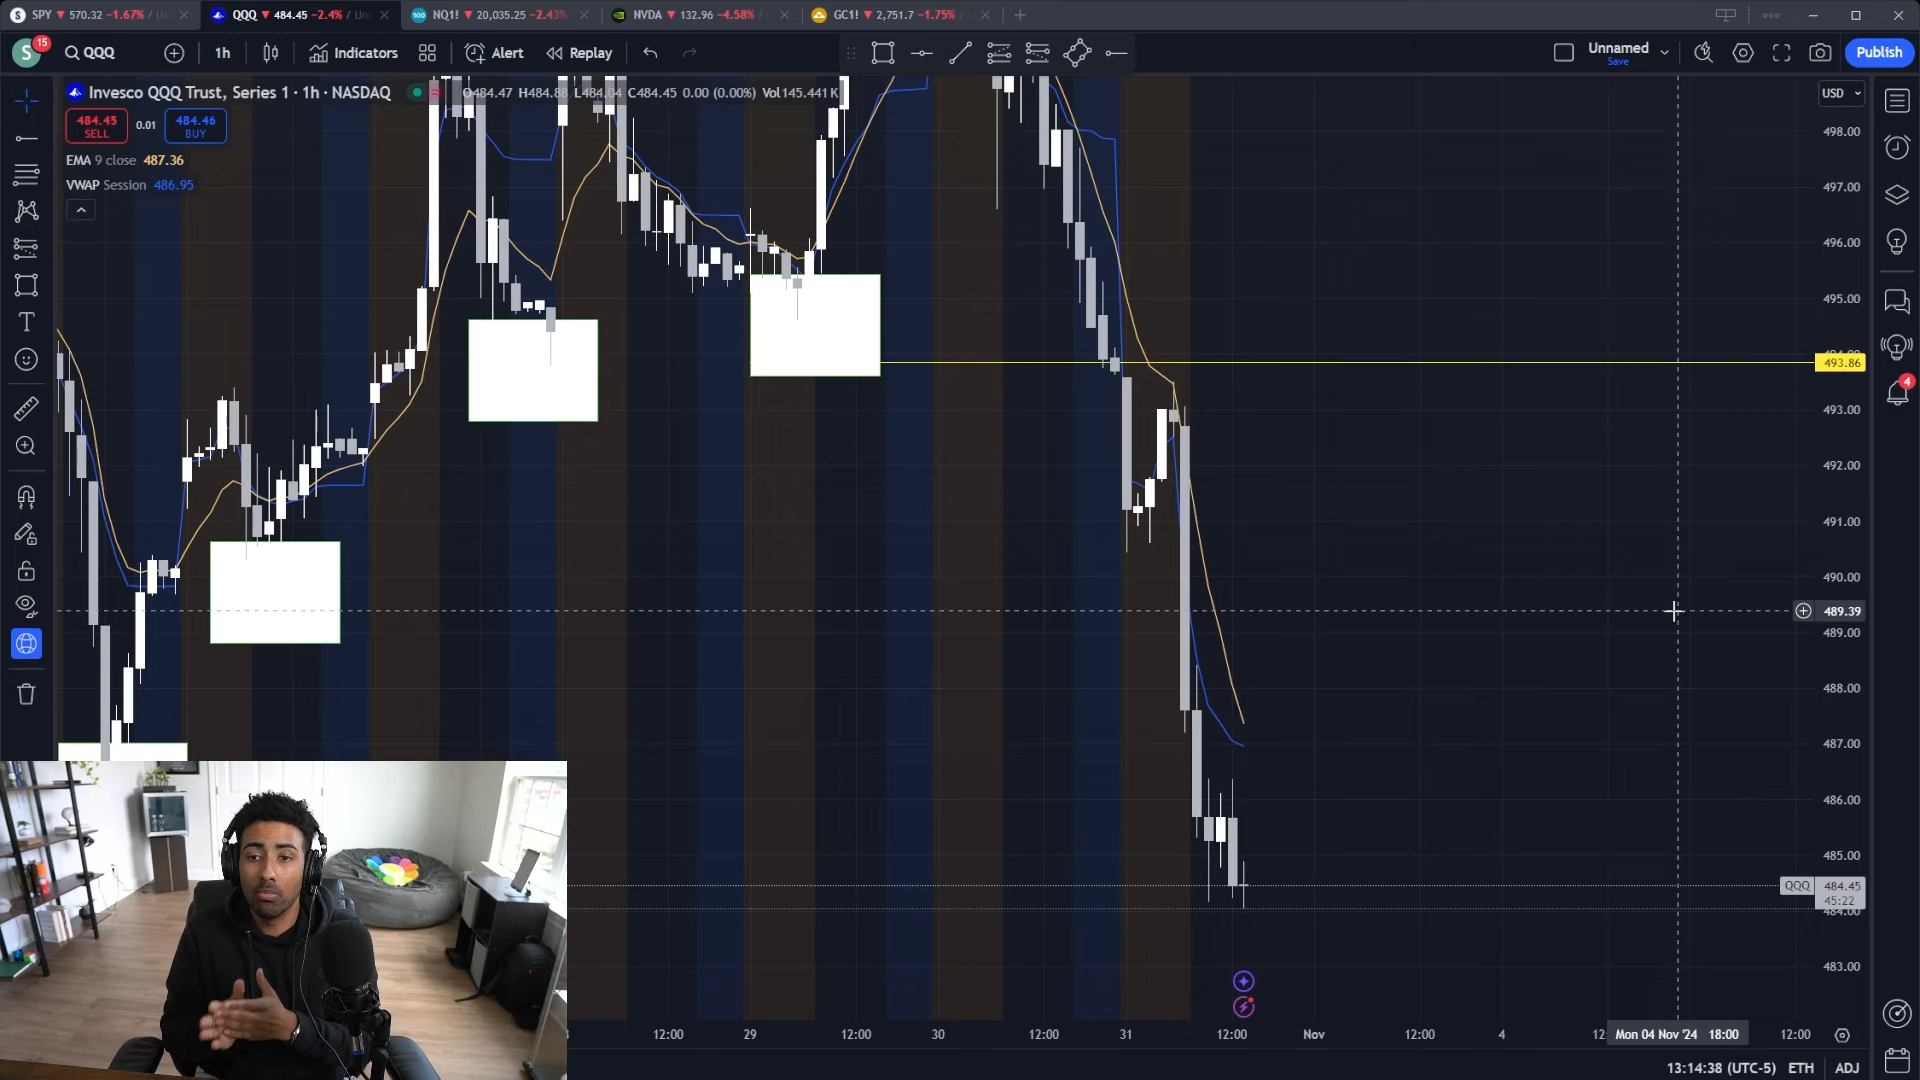 SPY 570.32 −1.67% / Un
QQQ 484.45 −2.4% / Un
NQ1! 20,035.25 −2.43%
NVDA 132.96 −4.58% /
GC1! 2,751.7 −1.75% /
S 15 QQQ 1h Indicators Alert Replay Unnamed Save Publish
Invesco QQQ Trust, Series 1 · 1h · NASDAQ O484.47 H484.88 L484.04 C484.45 0.00 (0.00%) Vol145.441K
USD
484.45 SELL 0.01 484.46 BUY
EMA 9 close 487.36
VWAP Session 486.95
498.00
497.00
496.00
495.00
493.86
493.00
492.00
491.00
490.00
489.39
489.00
488.00
487.00
486.00
485.00
QQQ 484.45
45:22
484.00
483.00
4
12:00 29 12:00 30 12:00 31 12:00 Nov 12:00 4 Mon 04 Nov '24 18:00 12:00
13:14:38 (UTC-5) ETH ADJ